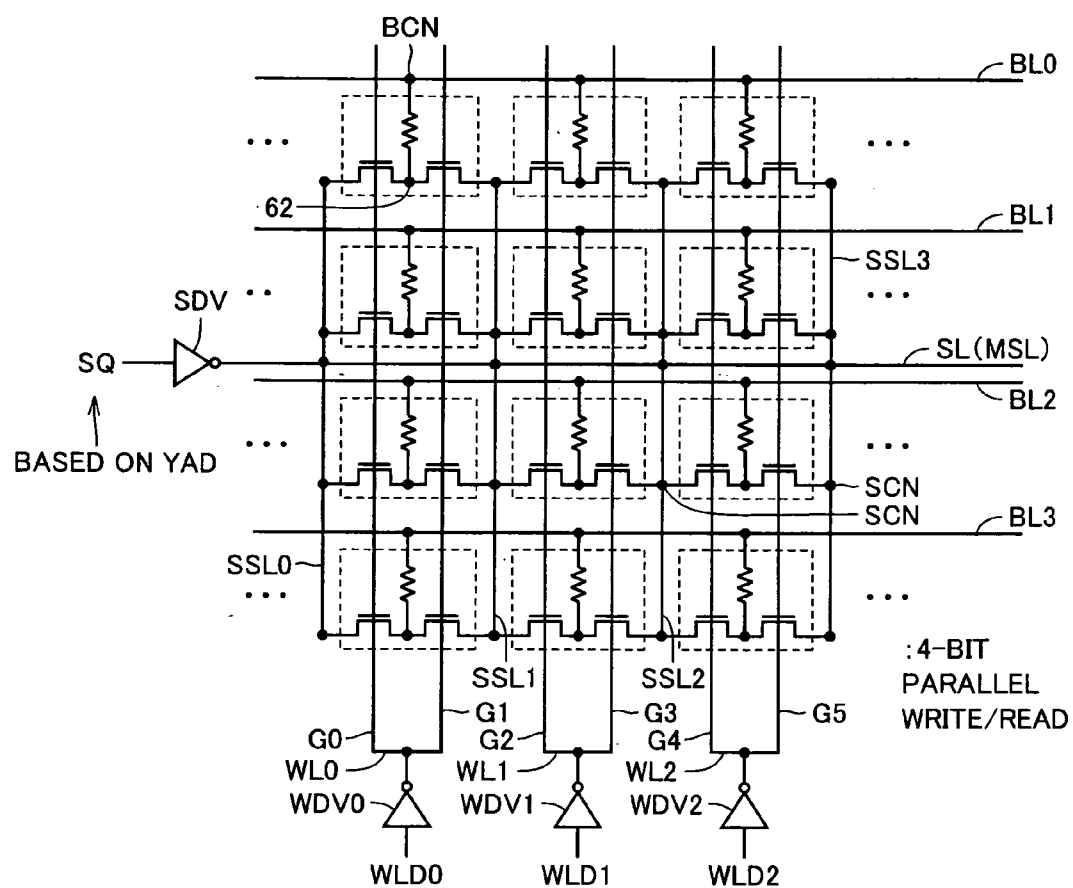 BCN
BL0
... ...
62
BL1
SSL3
.. ...
SDV
SQ
SL(MSL)
BL2
BASED ON YAD
... ...
SCN
SCN
BL3
SSL0
... ...
SSL1 SSL2
:4-BIT
PARALLEL
WRITE/READ
G0 G1 G2 G3 G4 G5
WL0 WL1 WL2
WDV0 WDV1 WDV2
WLD0 WLD1 WLD2